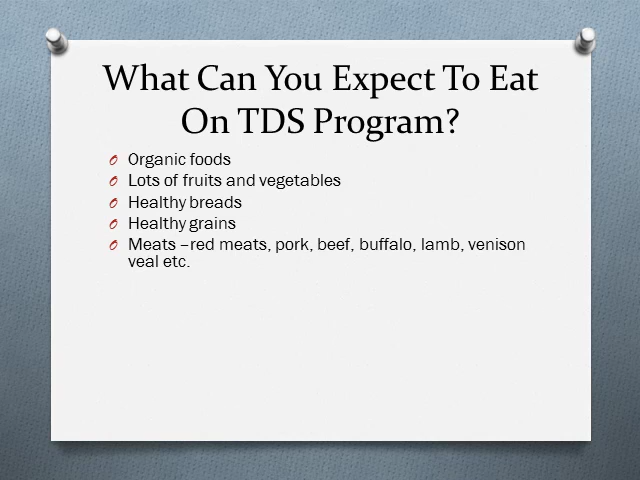 What Can You Expect To Eat
On TDS Program?
Organic foods
Lots of fruits and vegetables
Healthy breads
Healthy grains
Meats –red meats, pork, beef, buffalo, lamb, venison
veal etc.